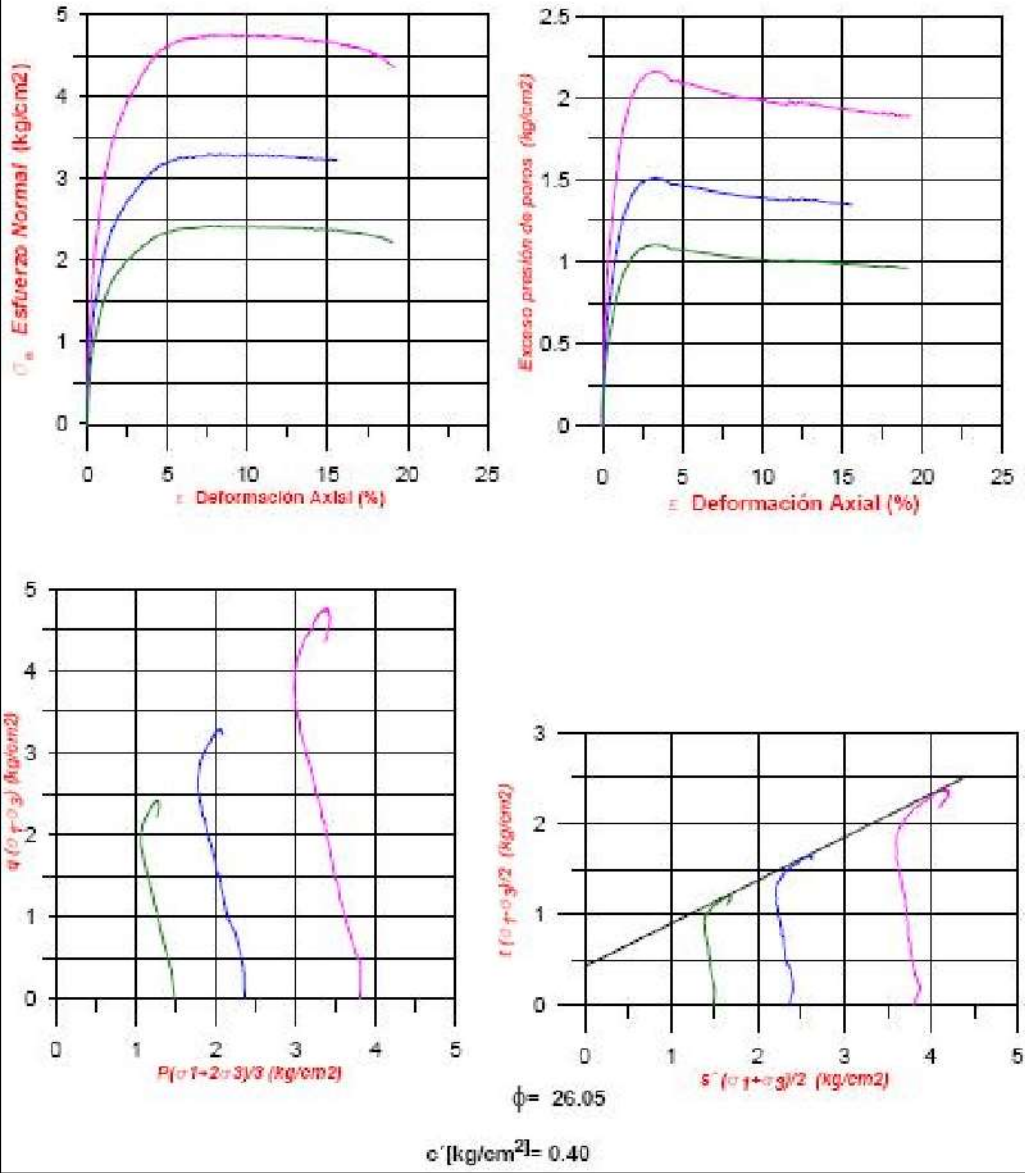 5
4
3
2
1
0
σₐ Esfuerzo Normal (kg/cm2)
0 5 10 15 20 25
ε Deformación Axial (%)
2.5
2
1.5
1
0.5
0
Exceso presión de poros (kg/cm2)
0 5 10 15 20 25
ε Deformación Axial (%)
5
4
3
2
1
0
q (σ1-σ3) (kg/cm2)
0 1 2 3 4 5
P(σ1+2σ3)/3 (kg/cm2)
3
2
1
0
t (σ1-σ3)/2 (kg/cm2)
0 1 2 3 4 5
s´(σ1+σ3)/2 (kg/cm2)
ϕ= 26.05
c´[kg/cm²]= 0.40